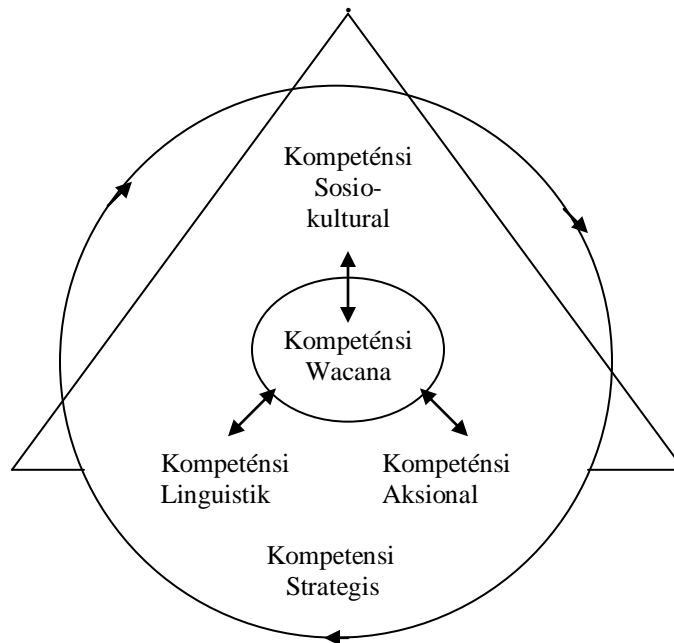 Kompeténsi
Sosio-
kultural
Kompeténsi
Wacana
Kompeténsi
Linguistik
Kompeténsi
Aksional
Kompetensi
Strategis